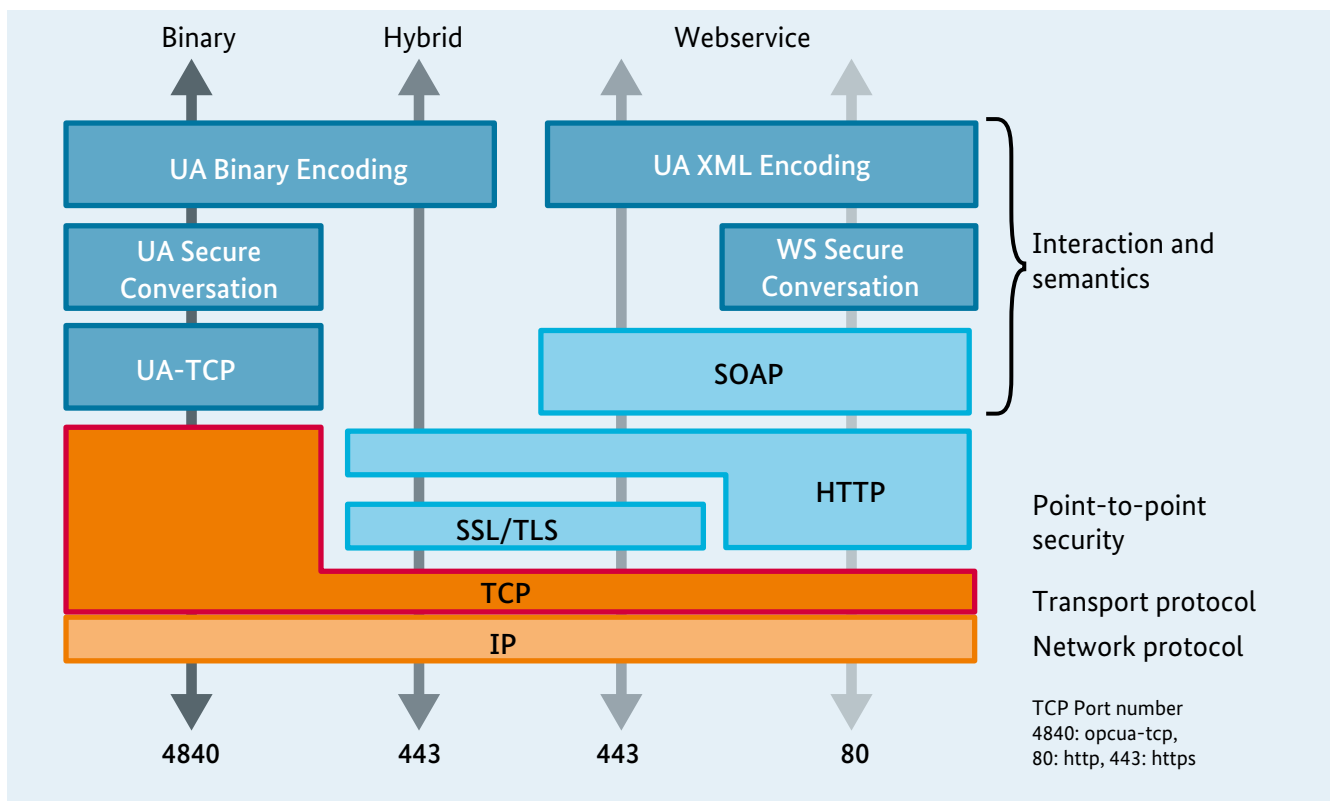 Binary
Hybrid
Webservice
UA Binary Encoding
UA XML Encoding
UA Secure
Conversation
WS Secure
Conversation
Interaction and
semantics
UA-TCP
SOAP
HTTP
SSL/TLS
Point-to-point
security
TCP
Transport protocol
IP
Network protocol
TCP Port number
4840: opcua-tcp,
80: http, 443: https
4840
443
443
80